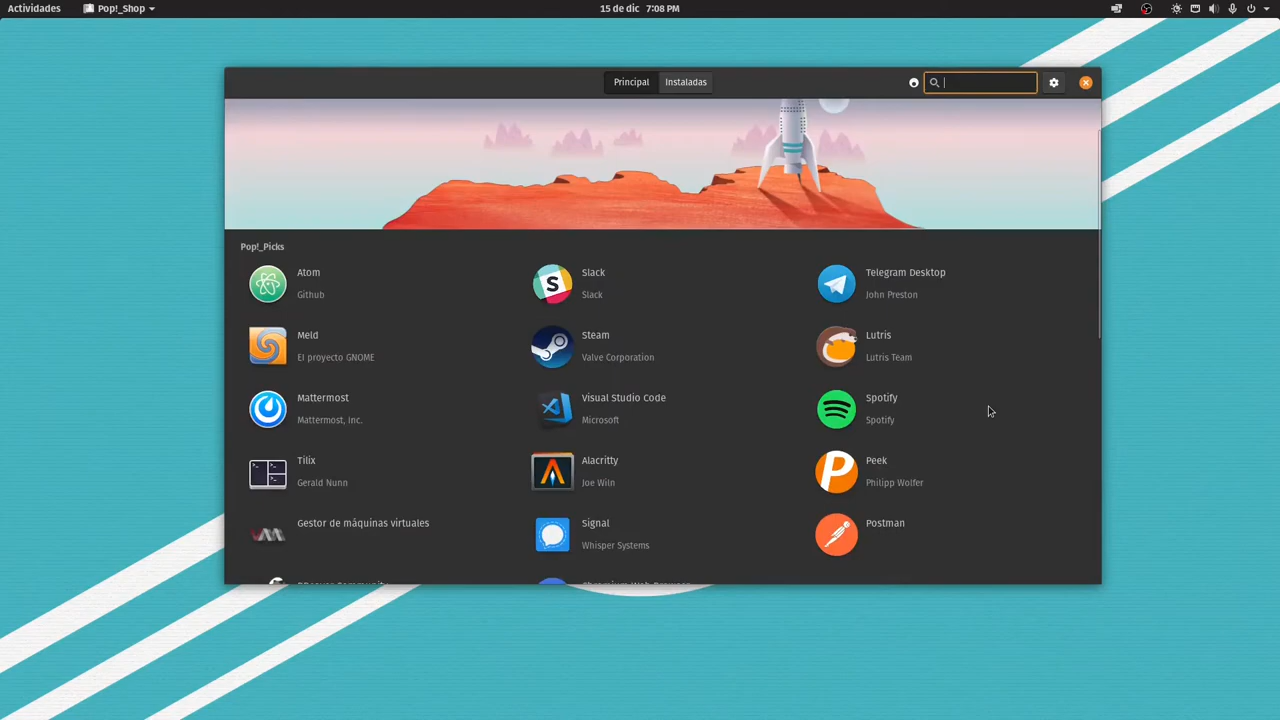 Actividades Pop!_Shop 15 de dic 7:08 PM
Principal Instaladas
Pop!_Picks
Atom Slack Telegram Desktop
Github Slack John Preston
Meld Steam Lutris
El proyecto GNOME Valve Corporation Lutris Team
Mattermost Visual Studio Code Spotify
Mattermost, Inc. Microsoft Spotify
Tilix Alacritty Peek
Gerald Nunn Joe Wiln Philipp Wolfer
Gestor de máquinas virtuales Signal Postman
Whisper Systems